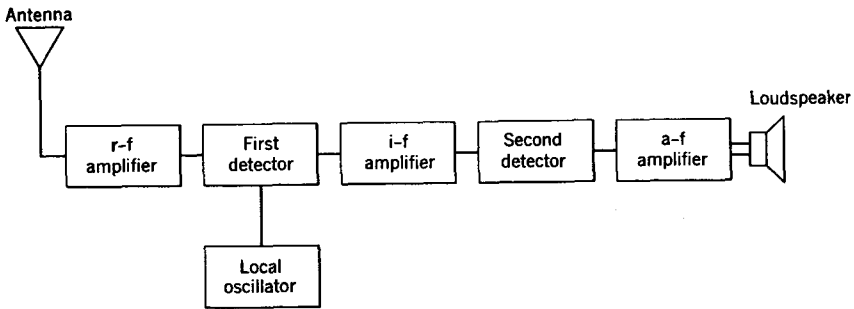 Antenna
Loudspeaker
r-f
amplifier
First
detector
i-f
amplifier
Second
detector
a-f
amplifier
Local
oscillator